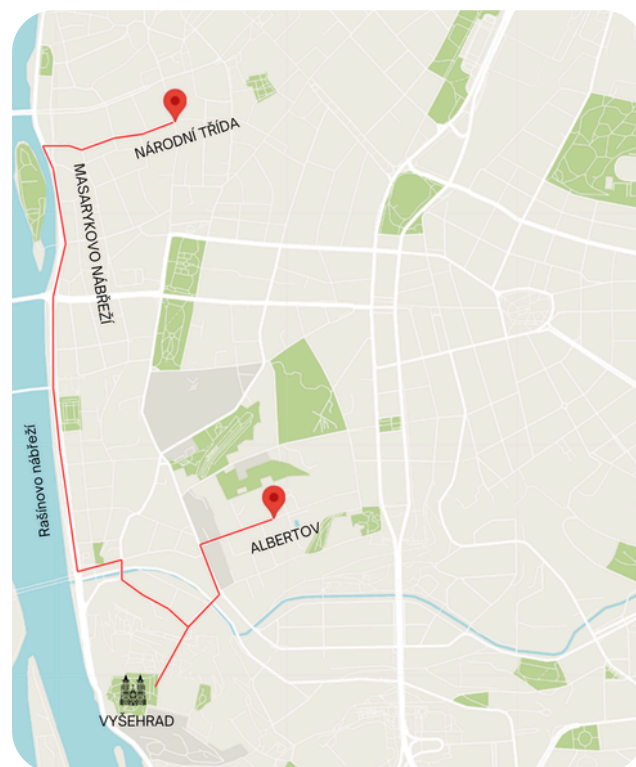 NÁRODNÍ TŘÍDA
MASARYKOVO NÁBŘEŽÍ
Rašínovo nábřeží
ALBERTOV
VYŠEHRAD